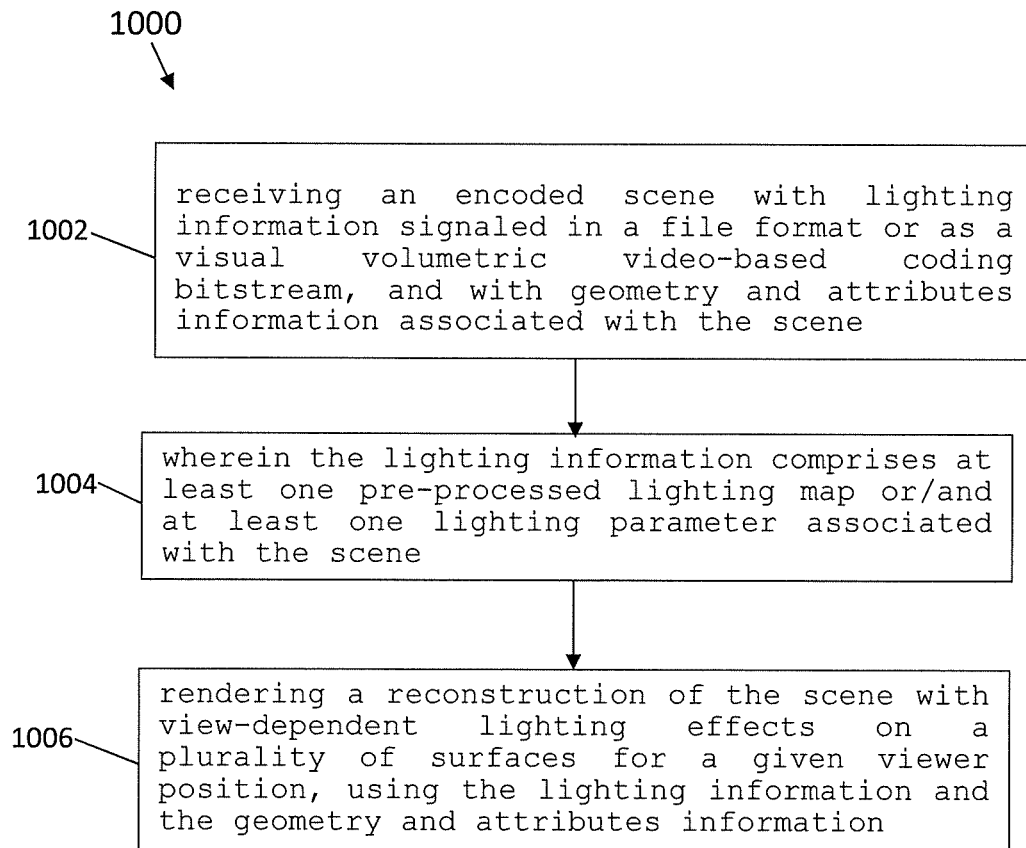 1000
receiving an encoded scene with lighting
1002
information signaled in a file format or as a
visual volumetric video-based coding
bitstream, and with geometry and attributes
information associated with the scene
wherein the lighting information comprises at
1004
least one pre-processed lighting map or/and
at least one lighting parameter associated
with the scene
rendering a reconstruction of the scene with
view-dependent lighting effects on a
1006
plurality of surfaces for a given viewer
position, using the lighting information and
the geometry and attributes information